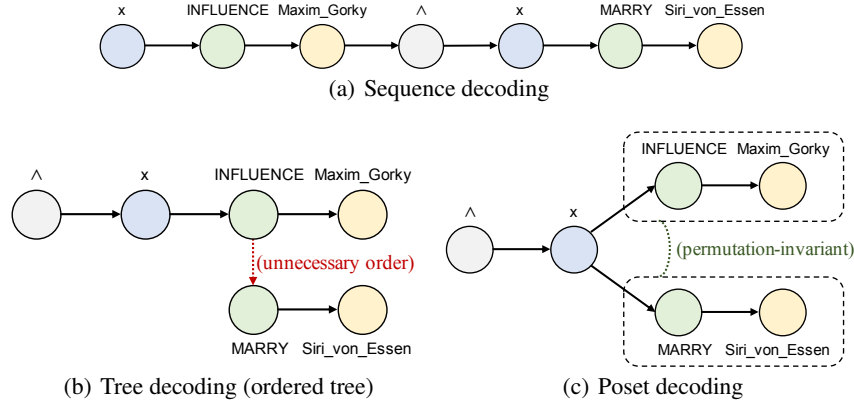 x INFLUENCE Maxim_Gorky ∧ x MARRY Siri_von_Essen
(a) Sequence decoding
∧ x INFLUENCE Maxim_Gorky
(unnecessary order)
MARRY Siri_von_Essen
(b) Tree decoding (ordered tree)
INFLUENCE Maxim_Gorky
∧ x
(permutation-invariant)
MARRY Siri_von_Essen
(c) Poset decoding